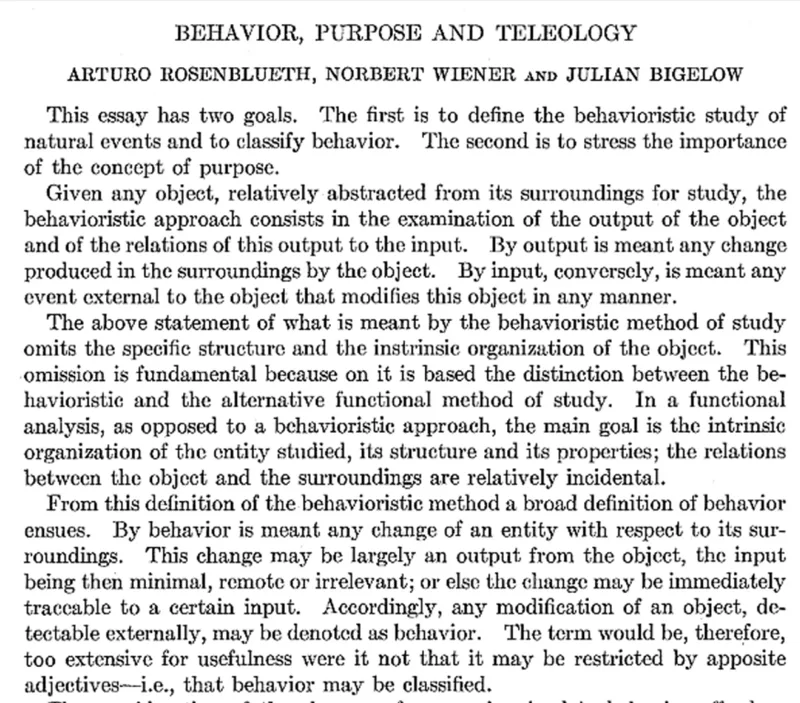 BEHAVIOR, PURPOSE AND TELEOLOGY
ARTURO ROSENBLUETH, NORBERT WIENER AND JULIAN BIGELOW
This essay has two goals. The first is to define the behavioristic study of
natural events and to classify behavior. The second is to stress the importance
of the concept of purpose.
Given any object, relatively abstracted from its surroundings for study, the
behavioristic approach consists in the examination of the output of the object
and of the relations of this output to the input. By output is meant any change
produced in the surroundings by the object. By input, conversely, is meant any
event external to the object that modifies this object in any manner.
The above statement of what is meant by the behavioristic method of study
omits the specific structure and the instrinsic organization of the object. This
omission is fundamental because on it is based the distinction between the be-
havioristic and the alternative functional method of study. In a functional
analysis, as opposed to a behavioristic approach, the main goal is the intrinsic
organization of the entity studied, its structure and its properties; the relations
between the object and the surroundings are relatively incidental.
From this definition of the behavioristic method a broad definition of behavior
ensues. By behavior is meant any change of an entity with respect to its sur-
roundings. This change may be largely an output from the object, the input
being then minimal, remote or irrelevant; or else the change may be immediately
traceable to a certain input. Accordingly, any modification of an object, de-
tectable externally, may be denoted as behavior. The term would be, therefore,
too extensive for usefulness were it not that it may be restricted by apposite
adjectives—i.e., that behavior may be classified.